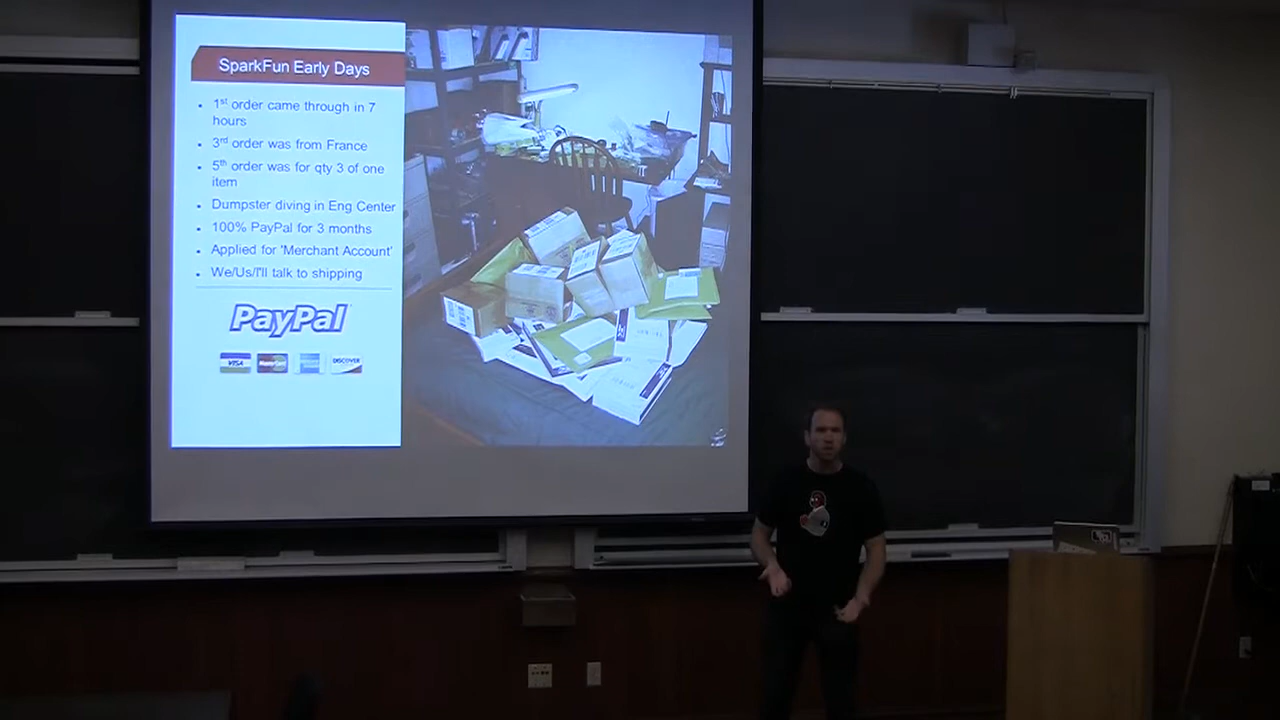 SparkFun Early Days
1st order came through in 7
hours
3rd order was from France
5th order was for qty 3 of one
item
Dumpster diving in Eng Center
100% PayPal for 3 months
Applied for 'Merchant Account'
We/Us/I'll talk to shipping
PayPal
VISA
MasterCard
DISCOVER